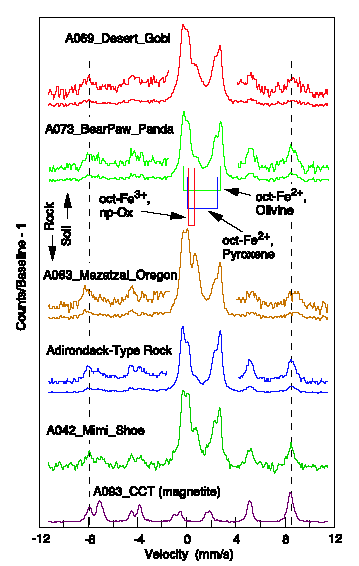 A069_Desert_Gobi
A073_BearPaw_Panda
oct-Fe3+,
np-Ox
oct-Fe2+,
Olivine
oct-Fe2+,
Pyroxene
Rock
Soil
A083_Mazatzal_Oregon
Adirondack-Type Rock
A042_Mimi_Shoe
A093_CCT (magnetite)
Counts/Baseline - 1
-12 -8 -4 0 4 8 12
Velocity (mm/s)